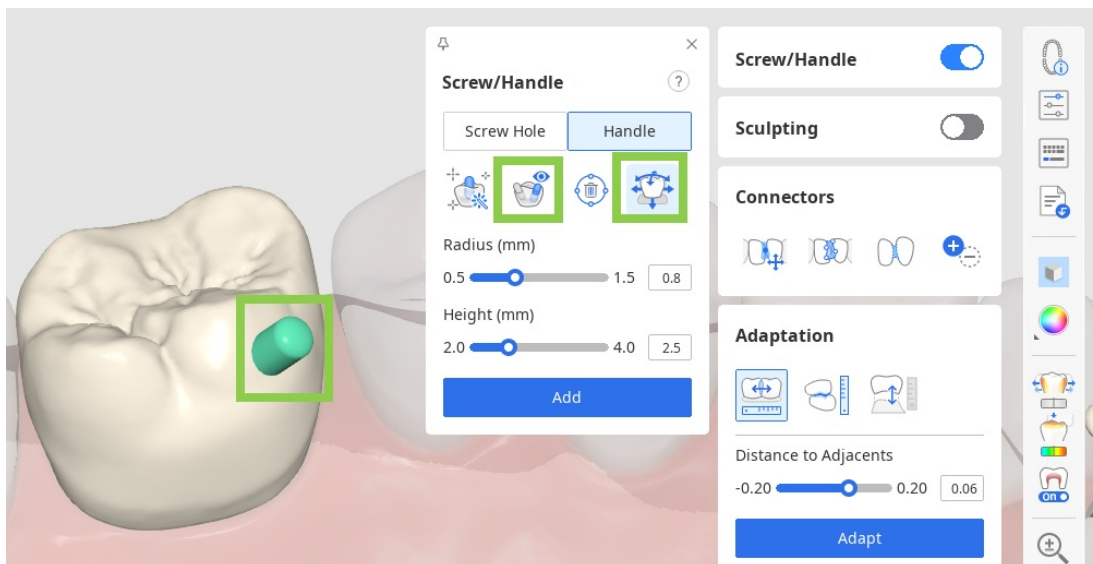 Screw/Handle
?
Screw Hole
Handle
Radius (mm)
0.5
1.5
0.8
Height (mm)
2.0
4.0
2.5
Add
Screw/Handle
Sculpting
Connectors
Adaptation
Distance to Adjacents
-0.20
0.20
0.06
Adapt
on